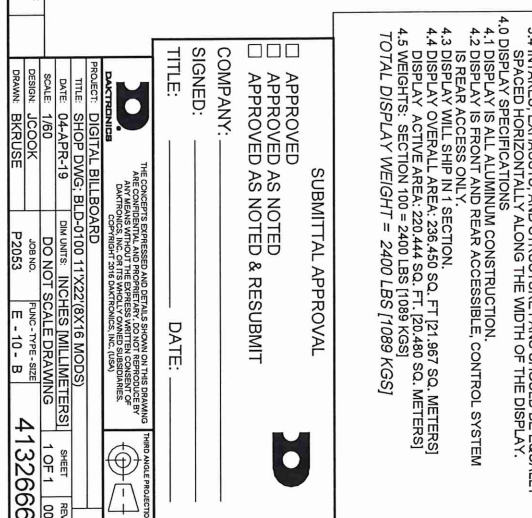 SPACED HORIZONTALLY ALONG THE WIDTH OF THE DISPLAY.
4.0 DISPLAY SPECIFICATIONS
4.1 DISPLAY IS ALL ALUMINUM CONSTRUCTION.
4.2 DISPLAY IS FRONT AND REAR ACCESSIBLE, CONTROL SYSTEM
IS REAR ACCESS ONLY.
4.3 DISPLAY WILL SHIP IN 1 SECTION.
4.4 DISPLAY OVERALL AREA: 236.450 SQ. FT [21.967 SQ. METERS]
DISPLAY ACTIVE AREA: 220.444 SQ. FT. [20.480 SQ. METERS]
4.5 WEIGHTS: SECTION 100 = 2400 LBS [1089 KGS]
TOTAL DISPLAY WEIGHT = 2400 LBS [1089 KGS]
SUBMITTAL APPROVAL
APPROVED
APPROVED AS NOTED
APPROVED AS NOTED & RESUBMIT
COMPANY:
SIGNED:
TITLE: DATE:
DAKTRONICS
THE CONCEPTS EXPRESSED AND DETAILS SHOWN ON THIS DRAWING
ARE CONFIDENTIAL AND PROPRIETARY. DO NOT REPRODUCE BY
ANY MEANS WITHOUT THE EXPRESS WRITTEN CONSENT OF
DAKTRONICS, INC. OR ITS WHOLLY OWNED SUBSIDIARIES.
COPYRIGHT 2016 DAKTRONICS, INC. (USA)
THIRD ANGLE PROJECTION
PROJECT: DIGITAL BILLBOARD
TITLE: SHOP DWG; BLD-0100 11'X22'(8X16 MODS)
DATE: 04-APR-19 DIM UNITS: INCHES [MILLIMETERS] SHEET REV
SCALE: 1/60 DO NOT SCALE DRAWING 1 OF 1 00
DESIGN: JCOOK JOB NO. FUNC - TYPE - SIZE
DRAWN: BKRUSE P2053 E - 10 - B 4132666